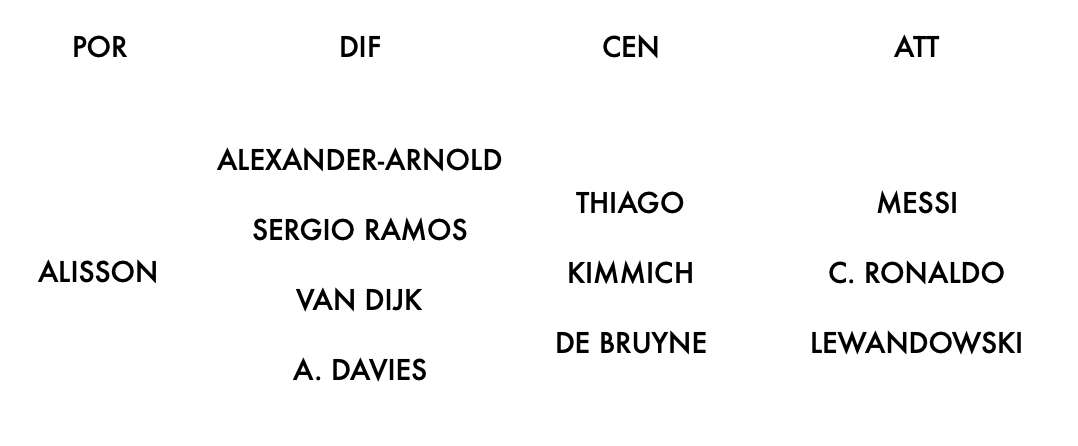 POR
ALISSON
DIF
ALEXANDER-ARNOLD
SERGIO RAMOS
VAN DIJK
A. DAVIES
CEN
THIAGO
KIMMICH
DE BRUYNE
ATT
MESSI
C. RONALDO
LEWANDOWSKI